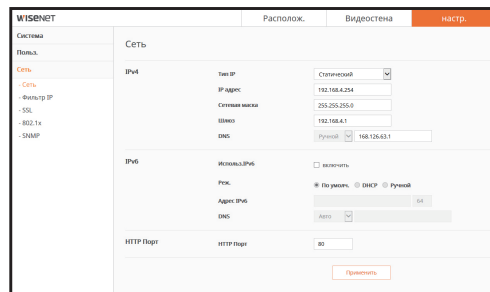 WISENET
Располож.
Видеостена
настр.
Система
Польз.
Сеть
- Сеть
- Фильтр IP
- SSL
- 802.1x
- SNMP
Сеть
IPv4
Тип IP
Статический
IP адрес
192.168.4.254
Сетевая маска
255.255.255.0
Шлюз
192.168.4.1
DNS
Ручной
168.126.63.1
IPv6
Использ.IPv6
включить
Реж.
По умолч.
DHCP
Ручной
Адрес IPv6
64
DNS
Авто
HTTP Порт
HTTP Порт
80
Применить